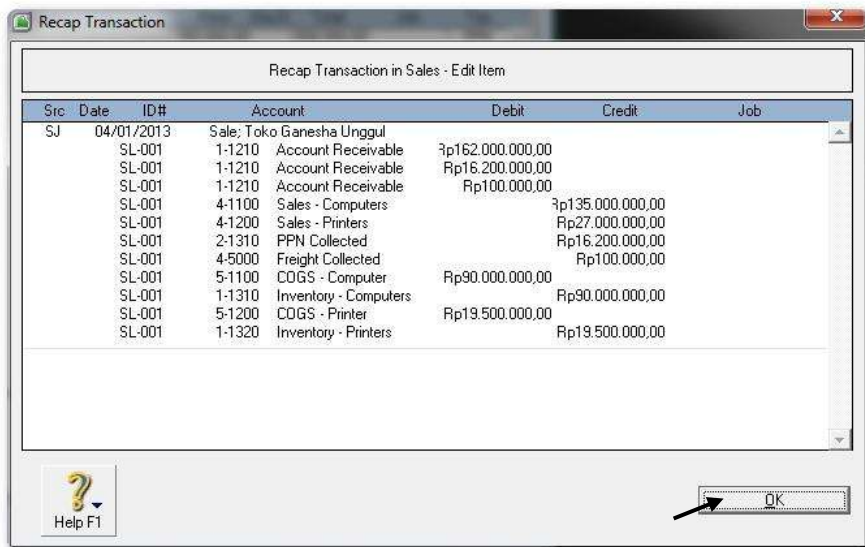 Recap Transaction
X
Recap Transaction in Sales - Edit Item
Src Date ID# Account Debit Credit Job
SJ 04/01/2013 Sale; Toko Ganesha Unggul
SL-001 1-1210 Account Receivable Rp162.000.000,00
SL-001 1-1210 Account Receivable Rp16.200.000,00
SL-001 1-1210 Account Receivable Rp100.000,00
SL-001 4-1100 Sales - Computers Rp135.000.000,00
SL-001 4-1200 Sales - Printers Rp27.000.000,00
SL-001 2-1310 PPN Collected Rp16.200.000,00
SL-001 4-5000 Freight Collected Rp100.000,00
SL-001 5-1100 COGS - Computer Rp90.000.000,00
SL-001 1-1310 Inventory - Computers Rp90.000.000,00
SL-001 5-1200 COGS - Printer Rp19.500.000,00
SL-001 1-1320 Inventory - Printers Rp19.500.000,00
Help F1
OK